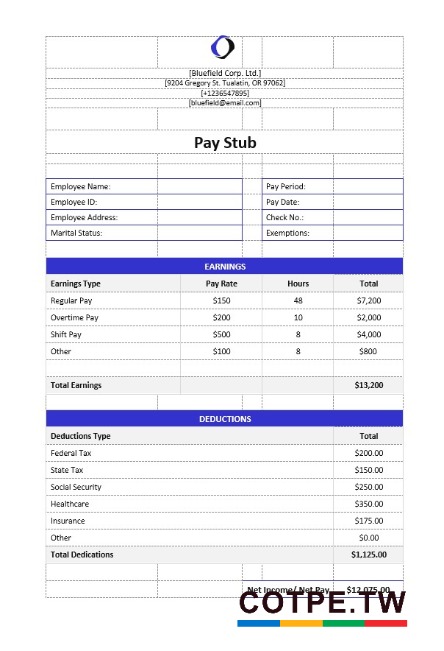 [Bluefield Corp. Ltd.]
[9204 Gregory St. Tualatin, OR 97062]
[+1236547895]
[bluefield@email.com]
Pay Stub
Employee Name: Pay Period:
Employee ID: Pay Date:
Employee Address: Check No.:
Marital Status: Exemptions:
EARNINGS
Earnings Type Pay Rate Hours Total
Regular Pay $150 48 $7,200
Overtime Pay $200 10 $2,000
Shift Pay $500 8 $4,000
Other $100 8 $800
Total Earnings $13,200
DEDUCTIONS
Deductions Type Total
Federal Tax $200.00
State Tax $150.00
Social Security $250.00
Healthcare $350.00
Insurance $175.00
Other $0.00
Total Dedications $1,125.00
Net Income/ Net Pay $12,075.00
COTPE.TW